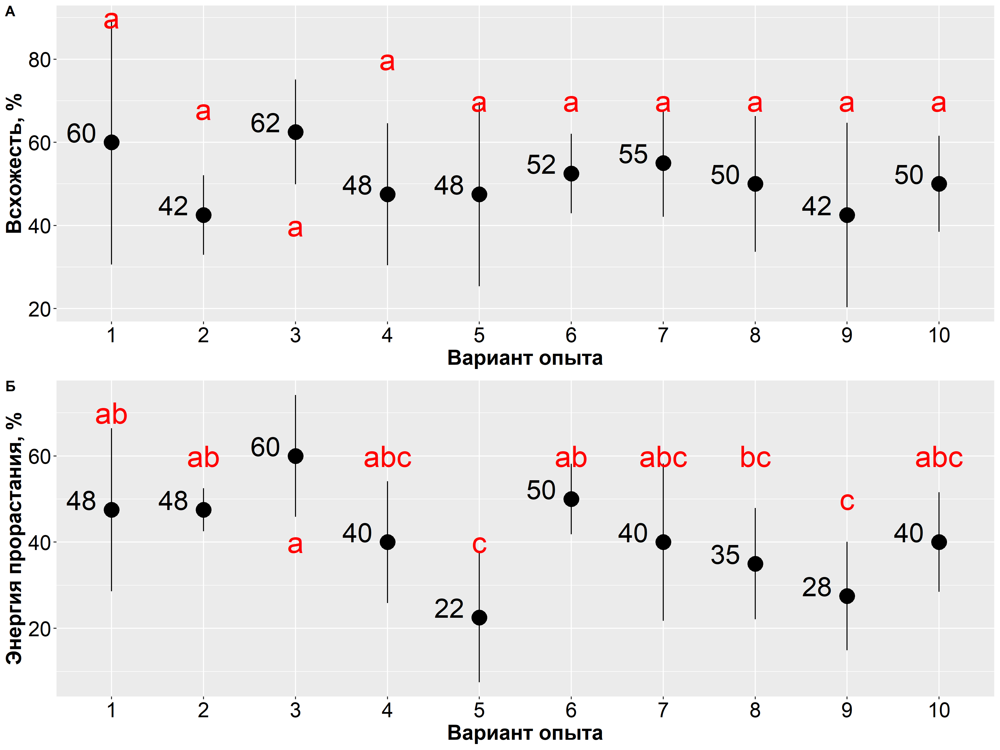 А
Всхожесть, %
80
60
40
20
a
a
a
a
a
a
a
a
a
a
60
42
62
48
48
52
55
50
42
50
1 2 3 4 5 6 7 8 9 10
Вариант опыта
Б
Энергия прорастания, %
60
40
20
ab
ab
a
abc
c
ab
abc
bc
c
abc
48
48
60
40
22
50
40
35
28
40
1 2 3 4 5 6 7 8 9 10
Вариант опыта